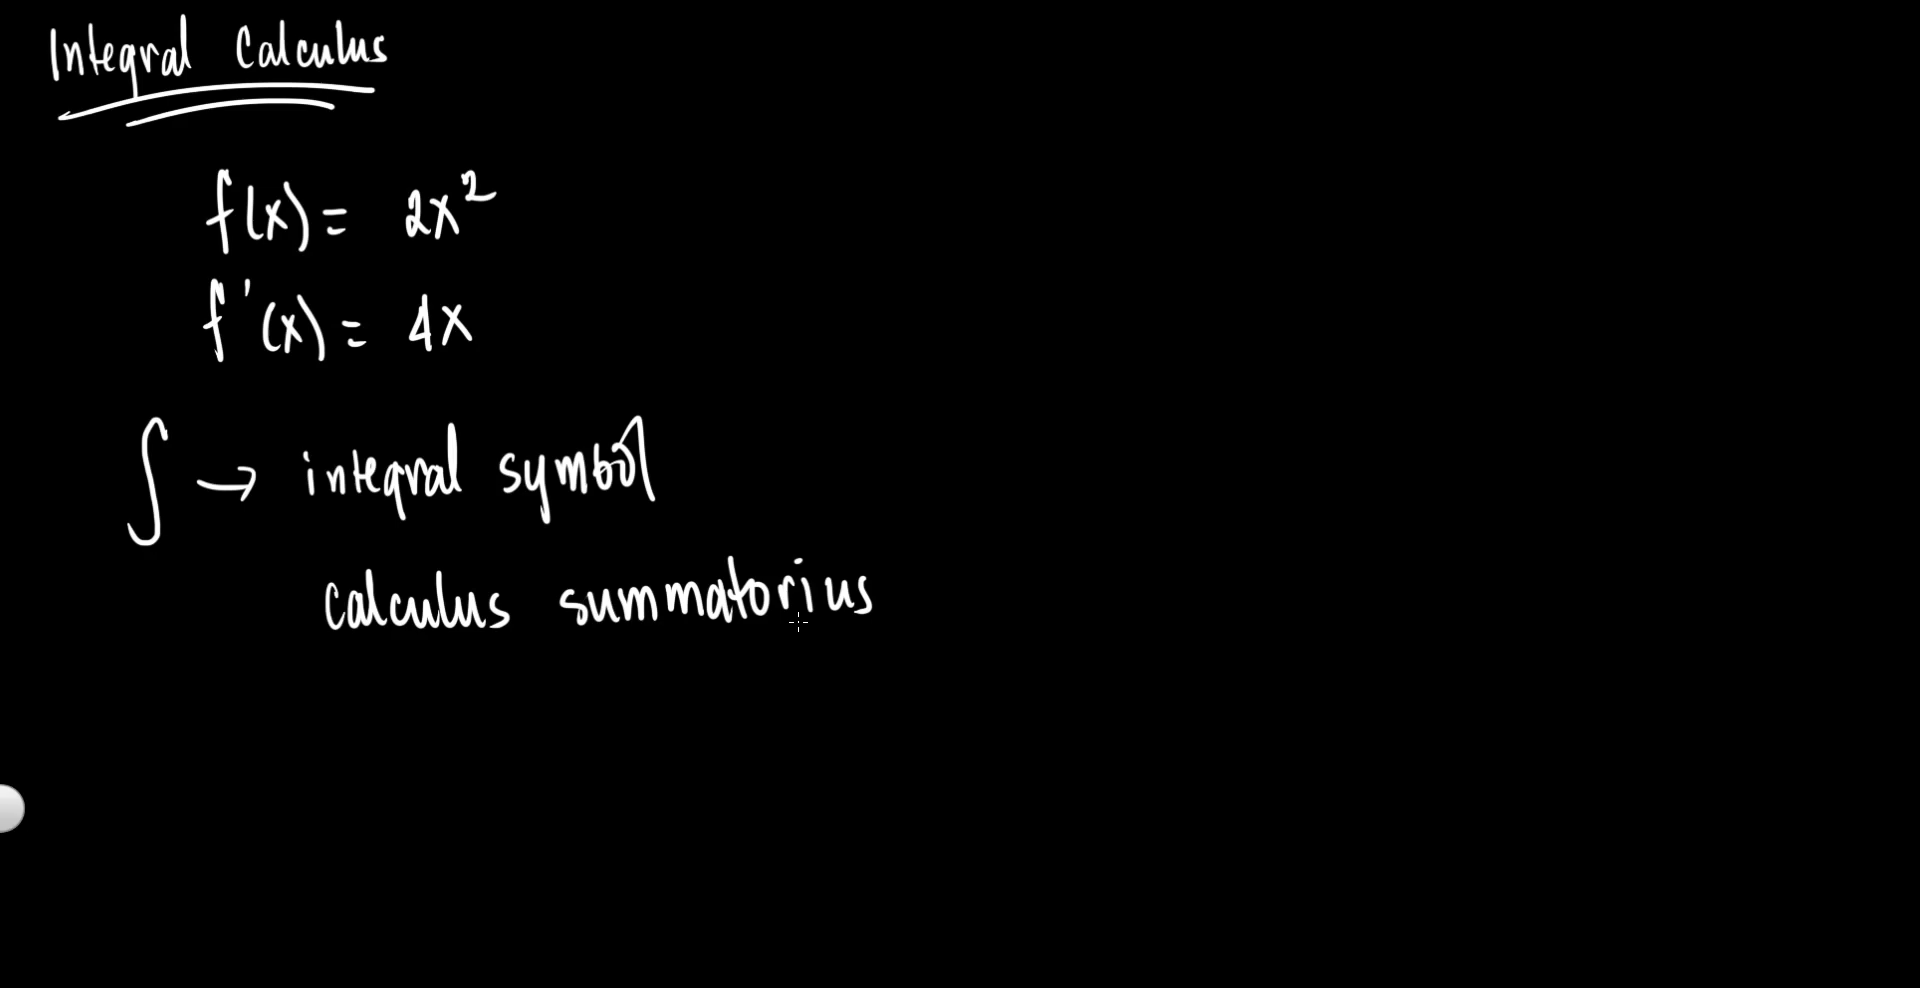 Integral Calculus
f(x) = 2x²
f'(x) = 4x
∫ → integral symbol
calculus summatorius